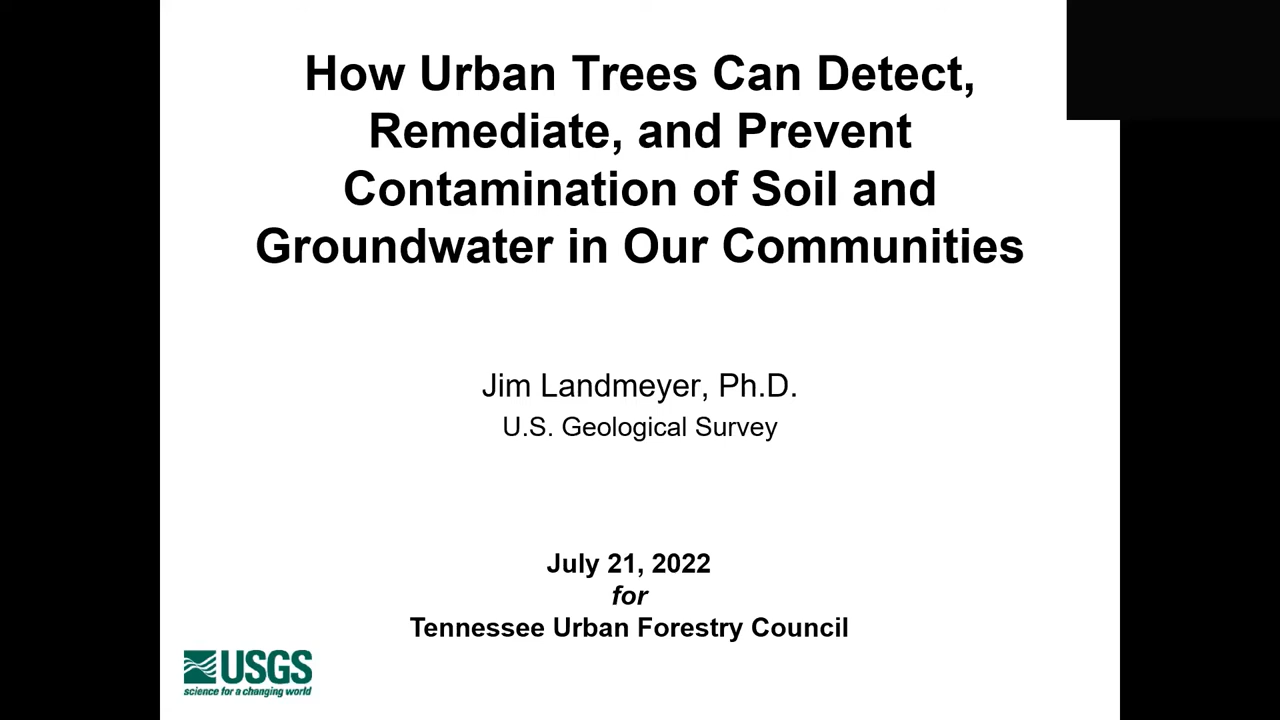 How Urban Trees Can Detect,
Remediate, and Prevent
Contamination of Soil and
Groundwater in Our Communities
Jim Landmeyer, Ph.D.
U.S. Geological Survey
July 21, 2022
for
Tennessee Urban Forestry Council
USGS
science for a changing world